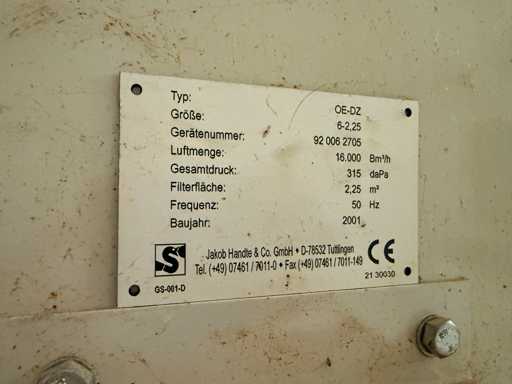 Typ: OE-DZ
Größe: 6-2,25
Gerätenummer: 92 006 2705
Luftmenge: 16,000 Bm³/h
Gesamtdruck: 315 daPa
Filterfläche: 2,25 m²
Frequenz: 50 Hz
Baujahr: 2001
Jakob Handte & Co. GmbH • D-78532 Tuttlingen
Tel. (+49) 07461 / 7011-0 • Fax (+49) 07461 / 7011-149
S CE
GS-001-D 21 30030